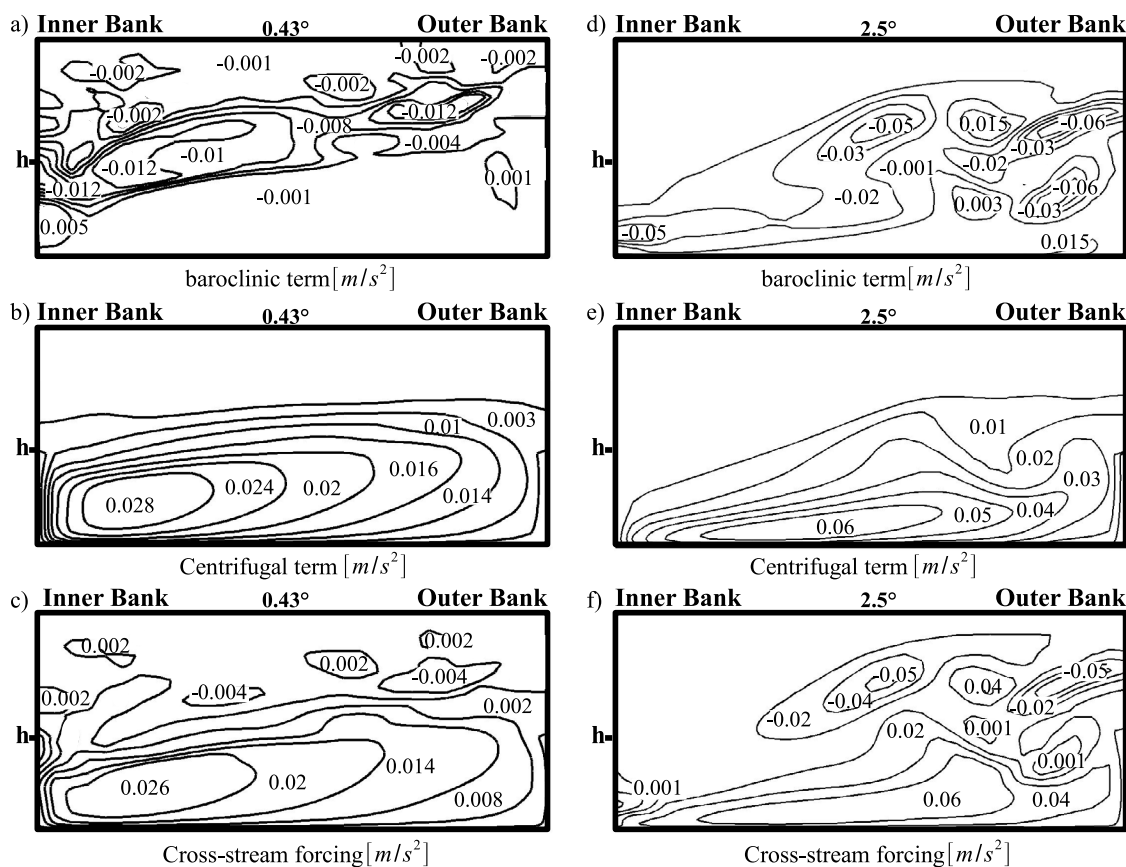 a) Inner Bank 0.43° Outer Bank
-0.002 -0.001 -0.002 -0.002
-0.002 -0.002
-0.008 -0.012
-0.012 -0.01 -0.004
h
-0.012 -0.001 0.001
0.005
baroclinic term [m/s²]
b) Inner Bank 0.43° Outer Bank
0.003
0.01
h
0.016
0.028 0.024 0.02 0.014
Centrifugal term [m/s²]
c) Inner Bank 0.43° Outer Bank
0.002 0.002 0.002
-0.004
0.002 -0.004 0.002
h
0.014
0.026 0.02 0.008
Cross-stream forcing [m/s²]
d) Inner Bank 2.5° Outer Bank
-0.05 0.015 -0.06
-0.03 -0.001 -0.02 -0.03
h
-0.02 0.003 -0.06
-0.03
-0.05 0.015
baroclinic term [m/s²]
e) Inner Bank 2.5° Outer Bank
0.01
h
0.02
0.03
0.06 0.05 0.04
Centrifugal term [m/s²]
f) Inner Bank 2.5° Outer Bank
-0.05 0.04 -0.05
-0.04 -0.02
-0.02 0.02 0.001
h
0.001
0.001 0.06 0.04
Cross-stream forcing [m/s²]